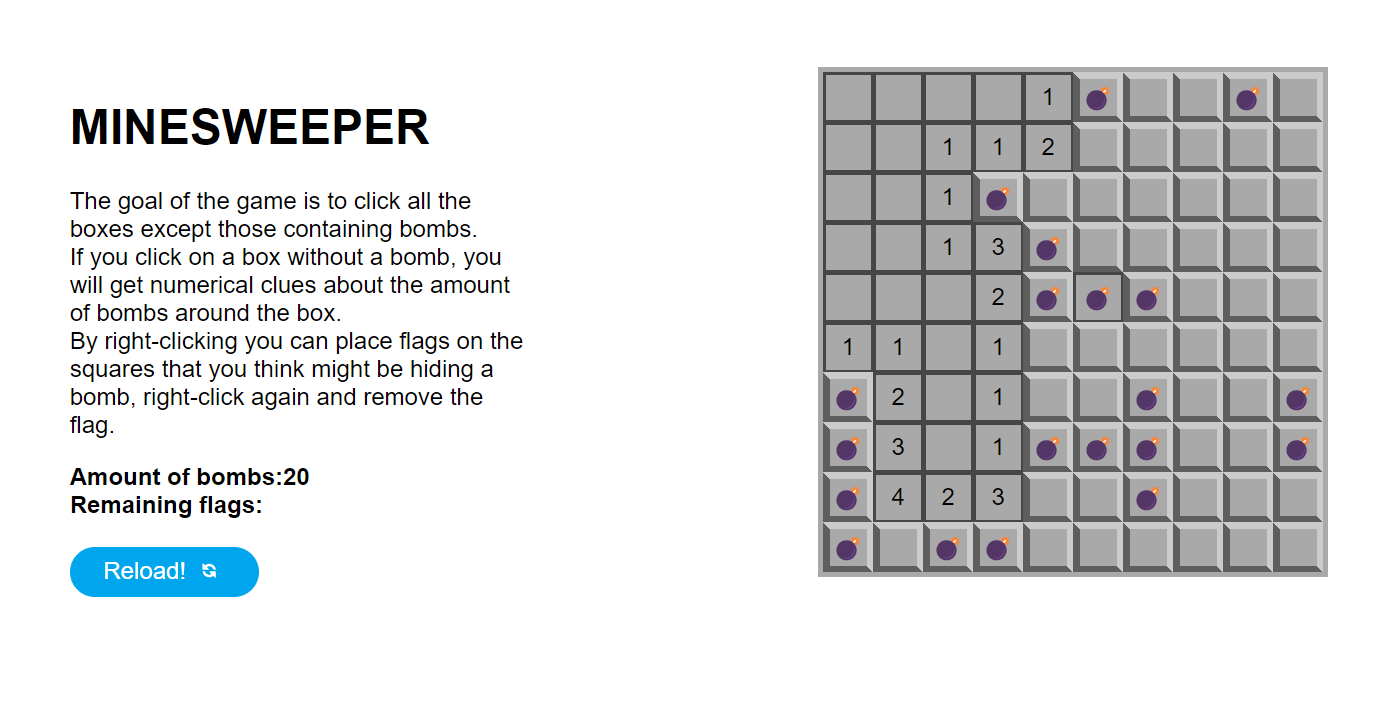 MINESWEEPER
The goal of the game is to click all the
boxes except those containing bombs.
If you click on a box without a bomb, you
will get numerical clues about the amount
of bombs around the box.
By right-clicking you can place flags on the
squares that you think might be hiding a
bomb, right-click again and remove the
flag.
Amount of bombs:20
Remaining flags:
Reload!
1
1 1 2
1
1 3
2
1 1 1
2 1
3 1
4 2 3